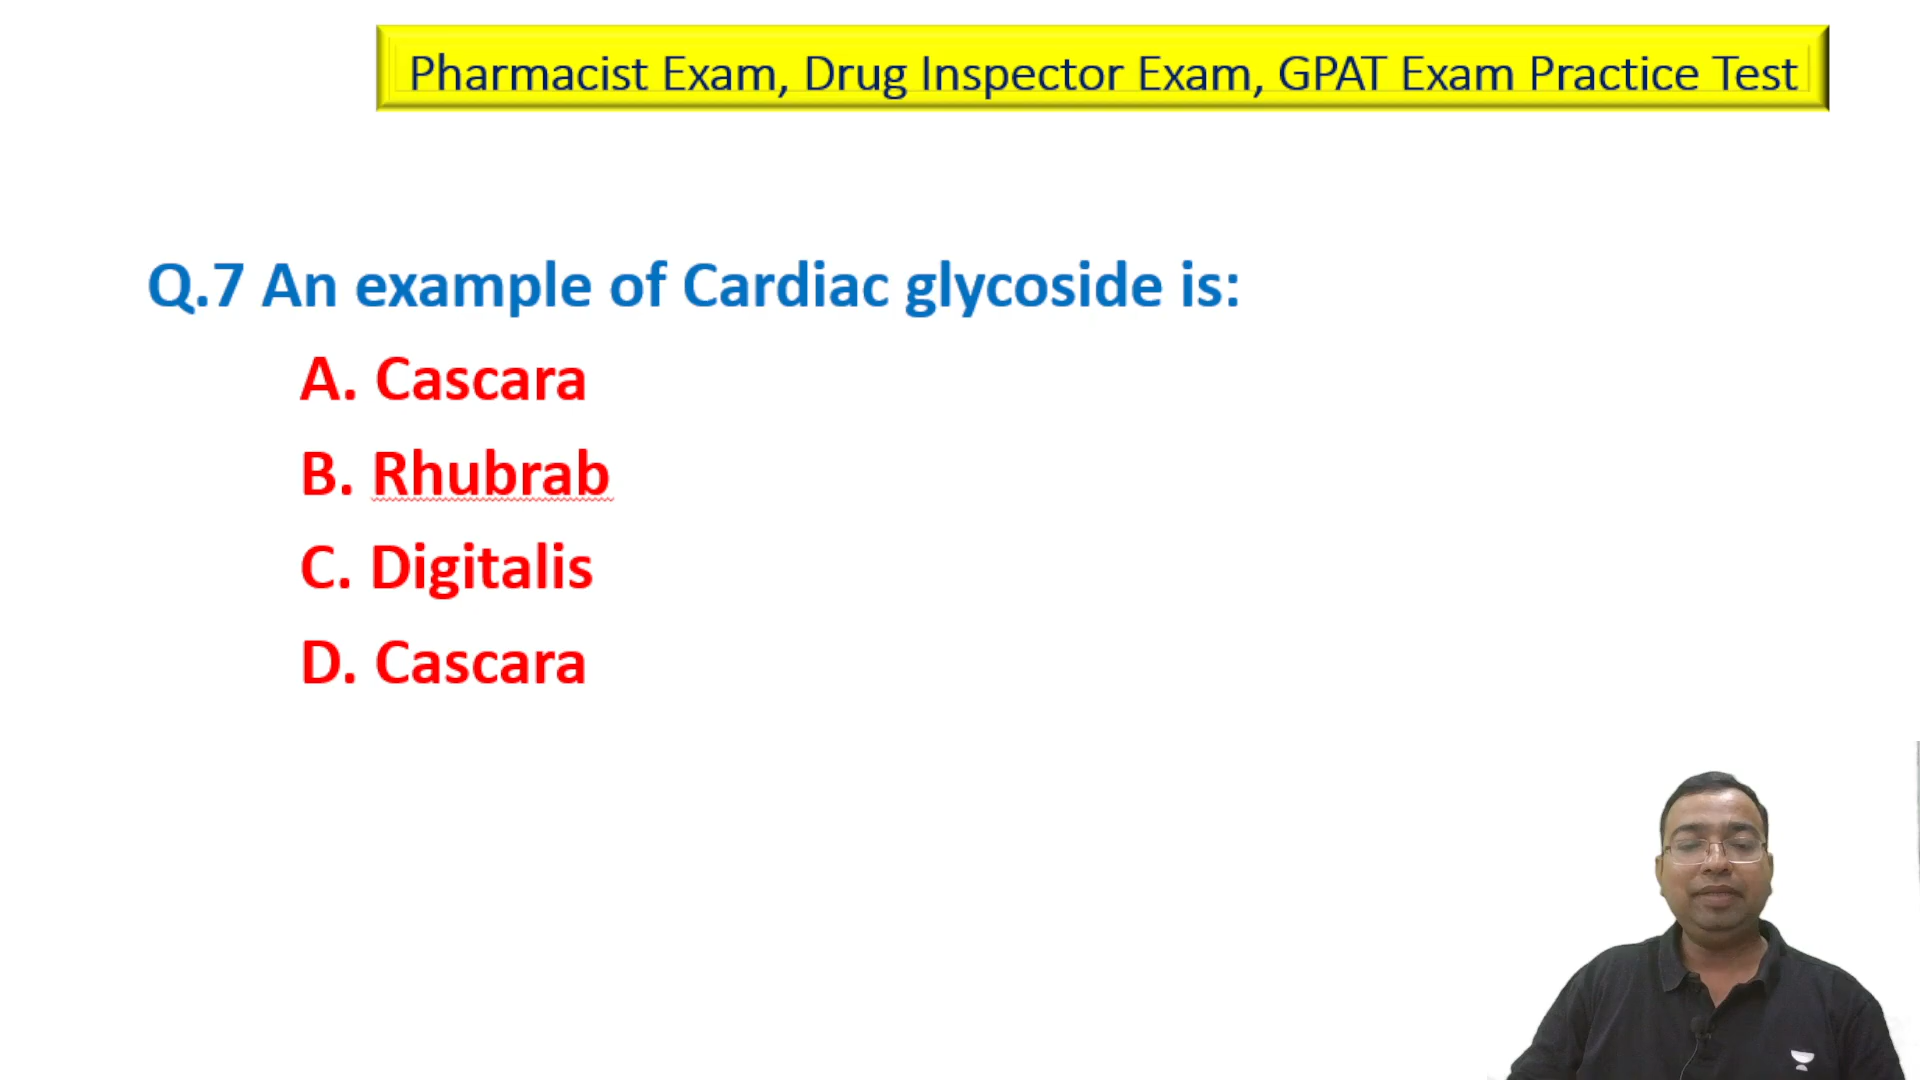 Pharmacist Exam, Drug Inspector Exam, GPAT Exam Practice Test
Q.7 An example of Cardiac glycoside is:
A. Cascara
B. Rhubrab
C. Digitalis
D. Cascara